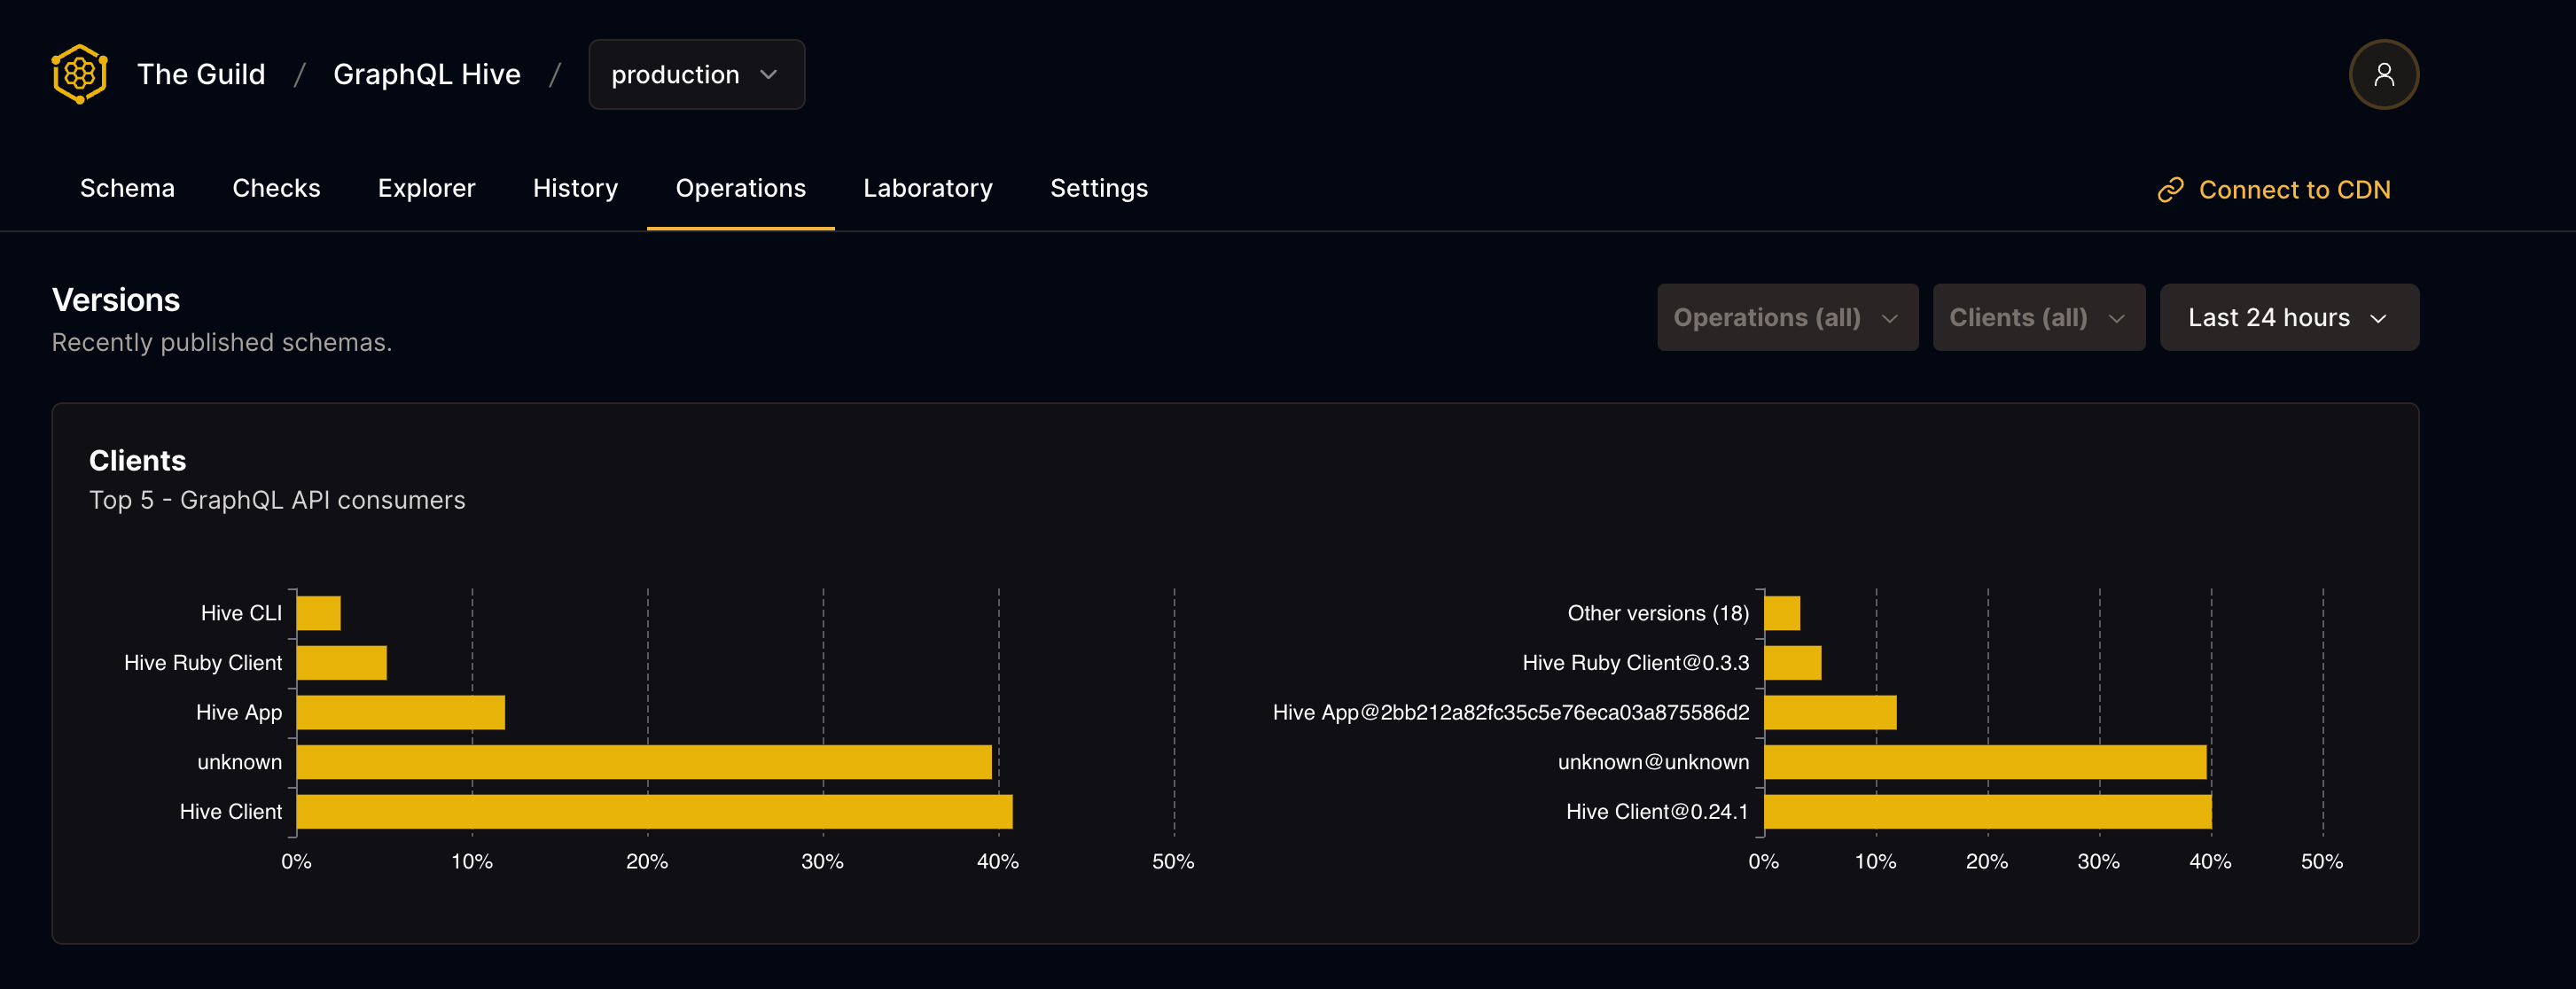 The Guild / GraphQL Hive / production
Schema Checks Explorer History Operations Laboratory Settings Connect to CDN
Versions
Recently published schemas.
Operations (all) Clients (all) Last 24 hours
Clients
Top 5 - GraphQL API consumers
Hive CLI
Hive Ruby Client
Hive App
unknown
Hive Client
0% 10% 20% 30% 40% 50%
Other versions (18)
Hive Ruby Client@0.3.3
Hive App@2bb212a82fc35c5e76eca03a875586d2
unknown@unknown
Hive Client@0.24.1
0% 10% 20% 30% 40% 50%